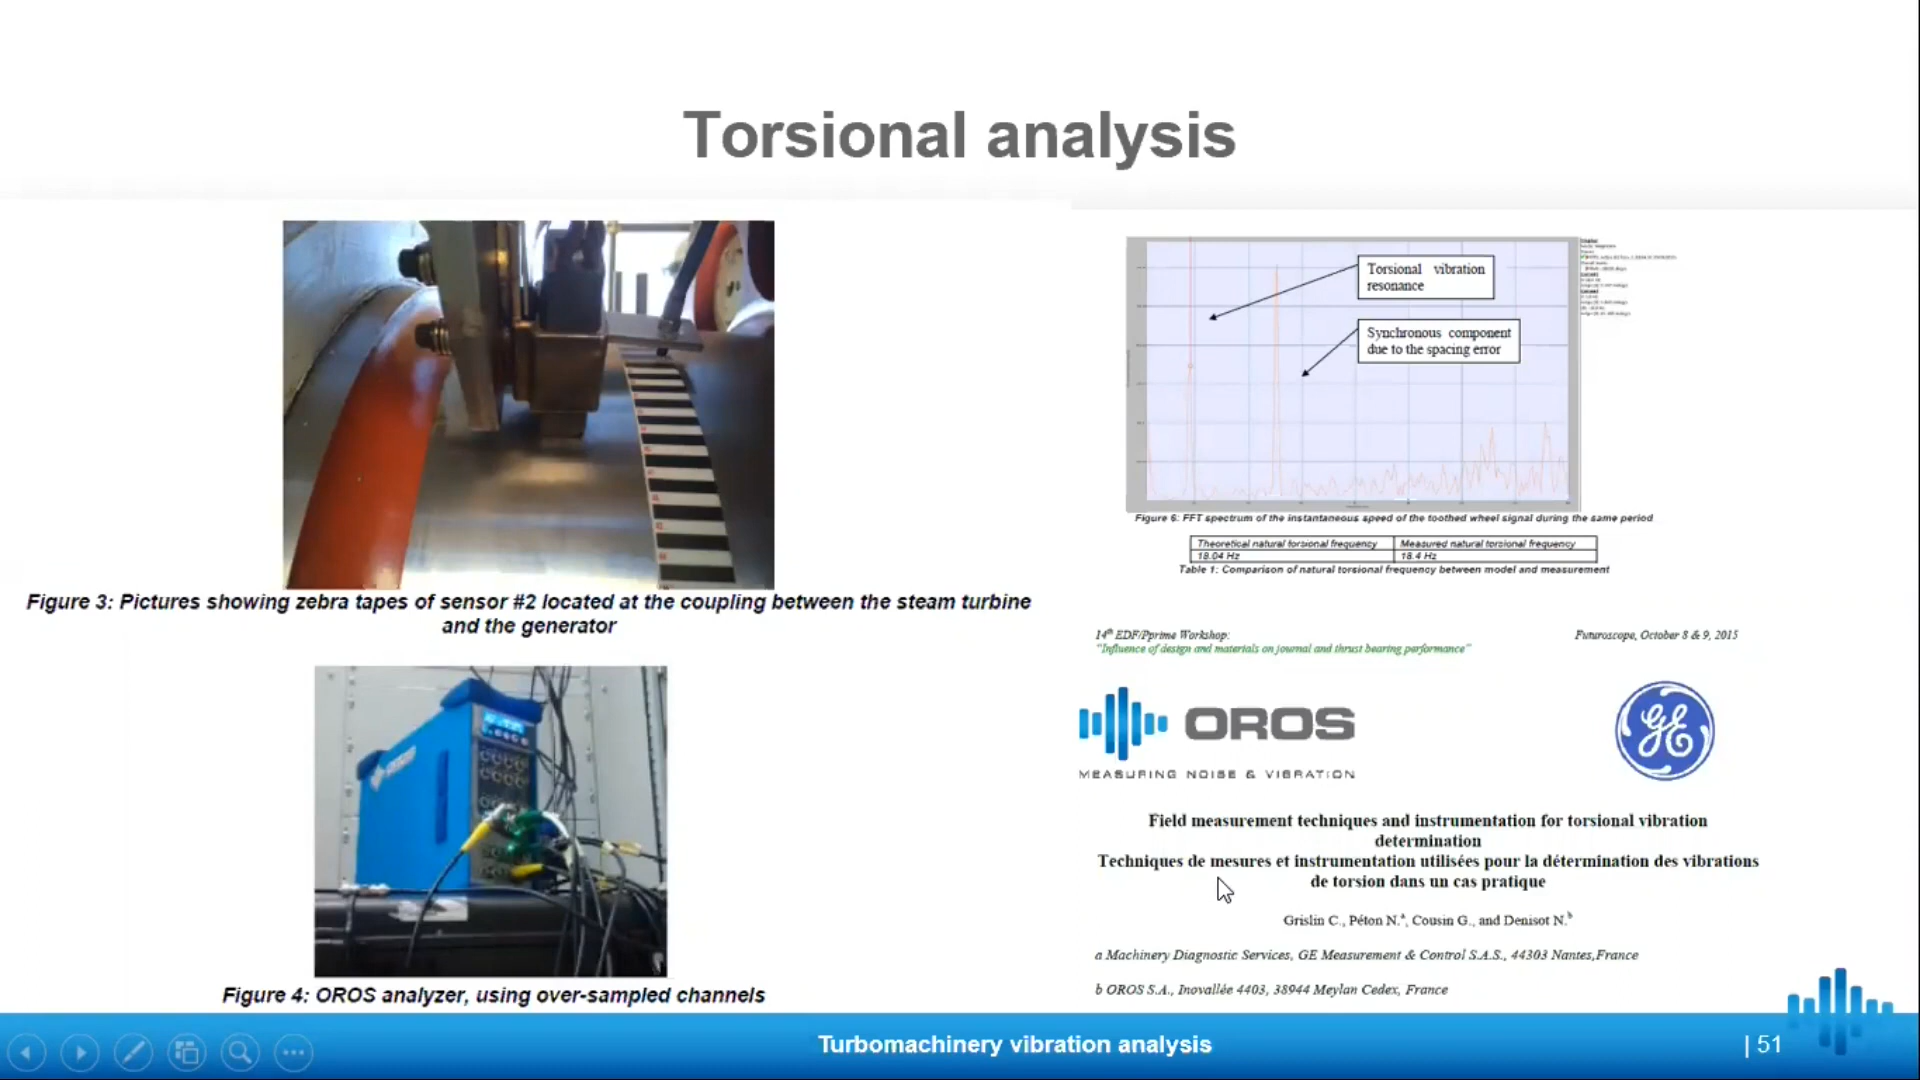 Torsional analysis
Figure 3: Pictures showing zebra tapes of sensor #2 located at the coupling between the steam turbine
and the generator
Figure 4: OROS analyzer, using over-sampled channels
Torsional vibration
resonance
Synchronous component
due to the spacing error
Figure 6: FFT spectrum of the instantaneous speed of the toothed wheel signal during the same period
Theoretical natural torsional frequency Measured natural torsional frequency
18.04 Hz 18.4 Hz
Table 1: Comparison of natural torsional frequency between model and measurement
14th EDF/Pprime Workshop: Futuroscope, October 8 & 9, 2015
"Influence of design and materials on journal and thrust bearing performance"
OROS
MEASURING NOISE & VIBRATION
GE
Field measurement techniques and instrumentation for torsional vibration
determination
Techniques de mesures et instrumentation utilisées pour la détermination des vibrations
de torsion dans un cas pratique
Grislin C., Péton N.a, Cousin G., and Denisot N.b
a Machinery Diagnostic Services, GE Measurement & Control S.A.S., 44303 Nantes,France
b OROS S.A., Inovallée 4403, 38944 Meylan Cedex, France
Turbomachinery vibration analysis
| 51